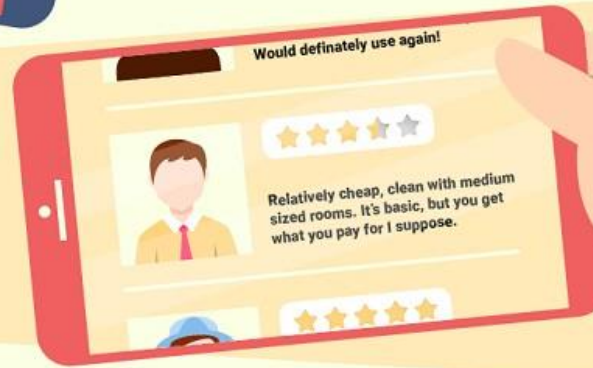 Would definately use again!
Relatively cheap, clean with medium
sized rooms. It's basic, but you get
what you pay for I suppose.